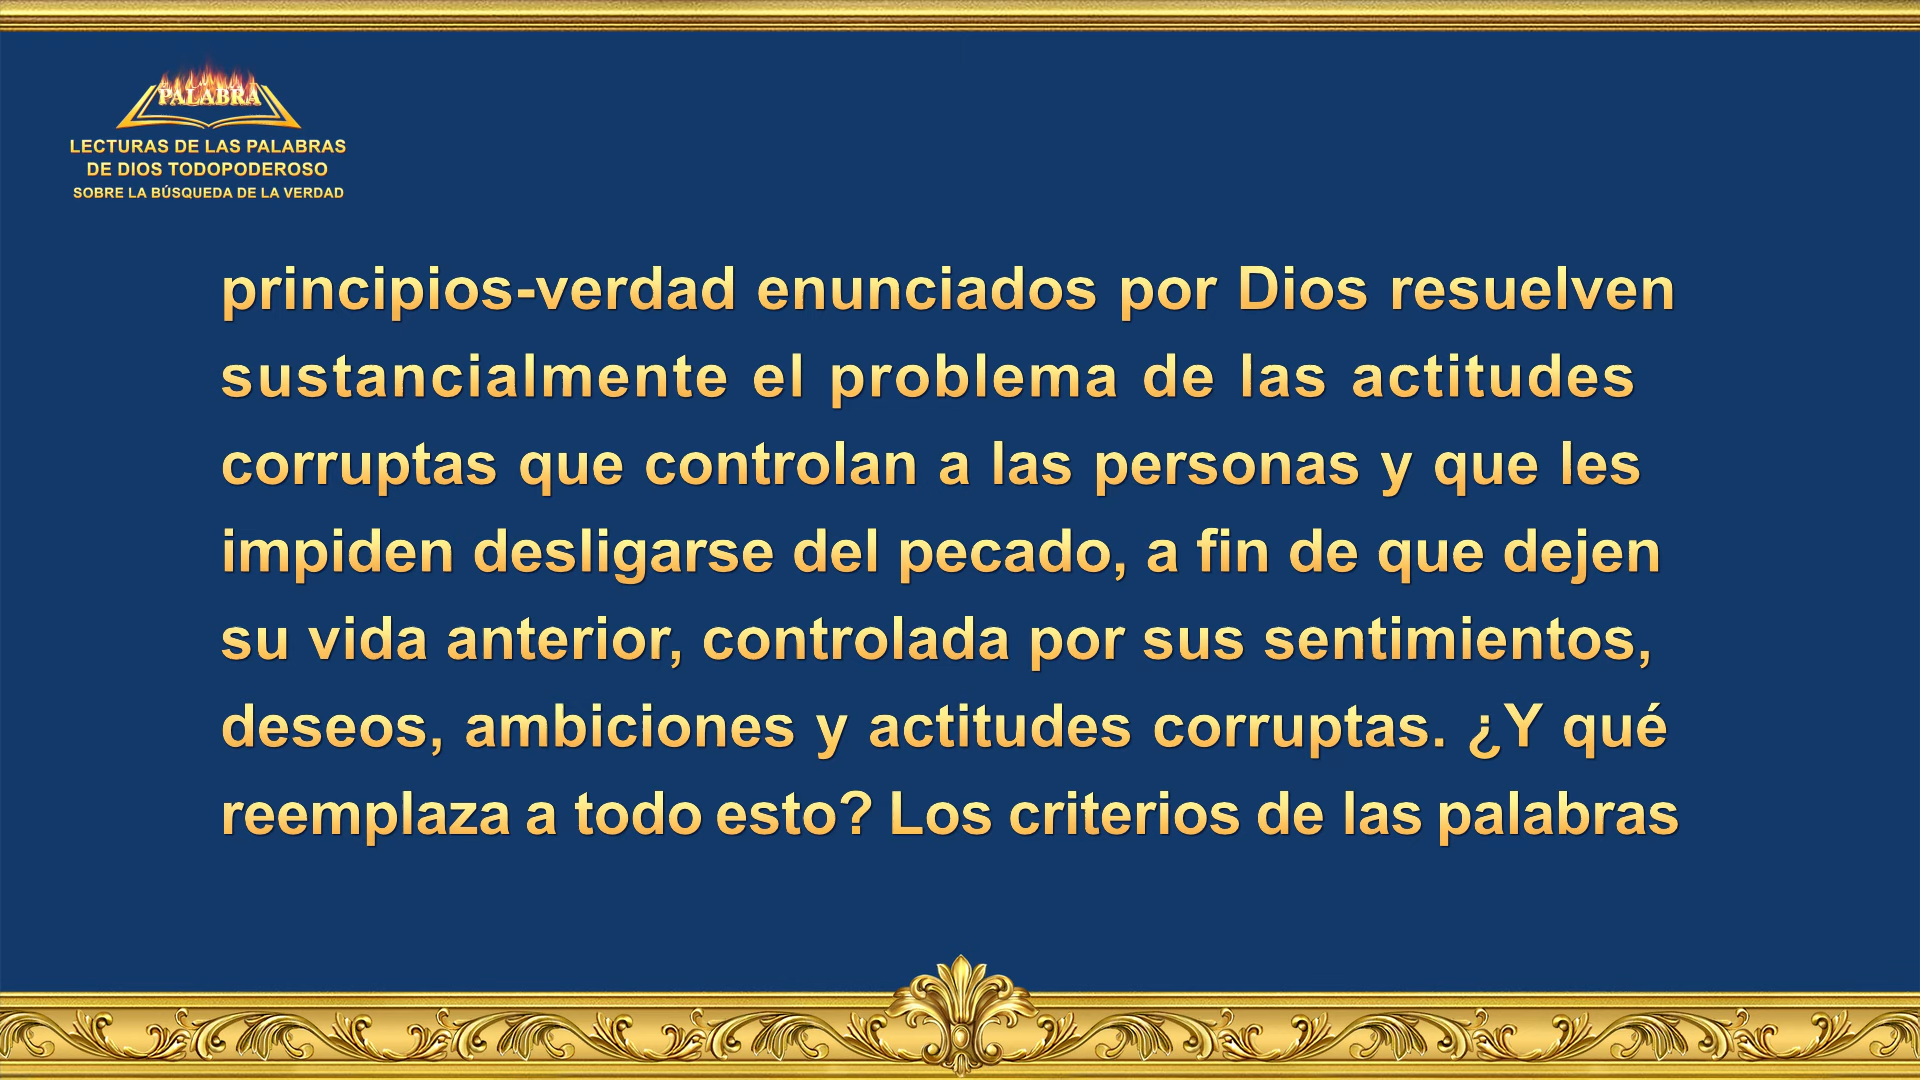 PALABRA
LECTURAS DE LAS PALABRAS
DE DIOS TODOPODEROSO
SOBRE LA BÚSQUEDA DE LA VERDAD
principios-verdad enunciados por Dios resuelven
sustancialmente el problema de las actitudes
corruptas que controlan a las personas y que les
impiden desligarse del pecado, a fin de que dejen
su vida anterior, controlada por sus sentimientos,
deseos, ambiciones y actitudes corruptas. ¿Y qué
reemplaza a todo esto? Los criterios de las palabras